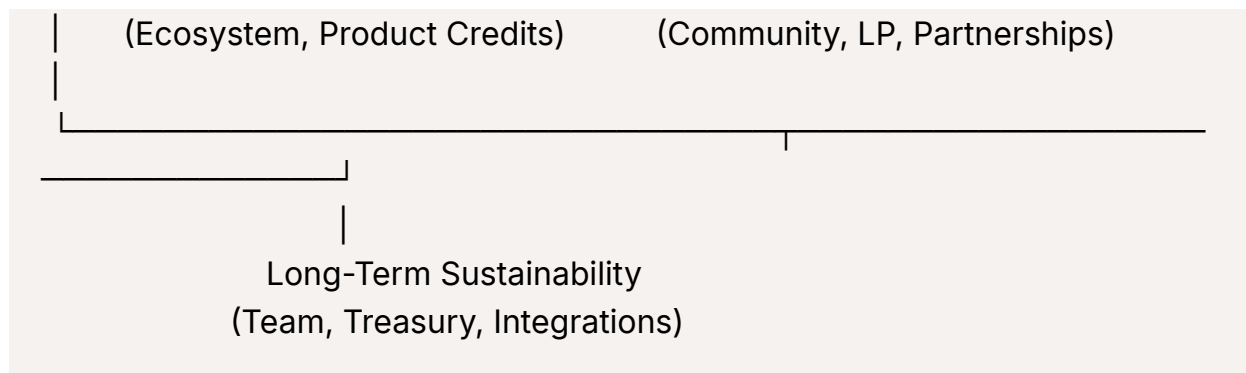 (Ecosystem, Product Credits) (Community, LP, Partnerships)
Long-Term Sustainability
(Team, Treasury, Integrations)